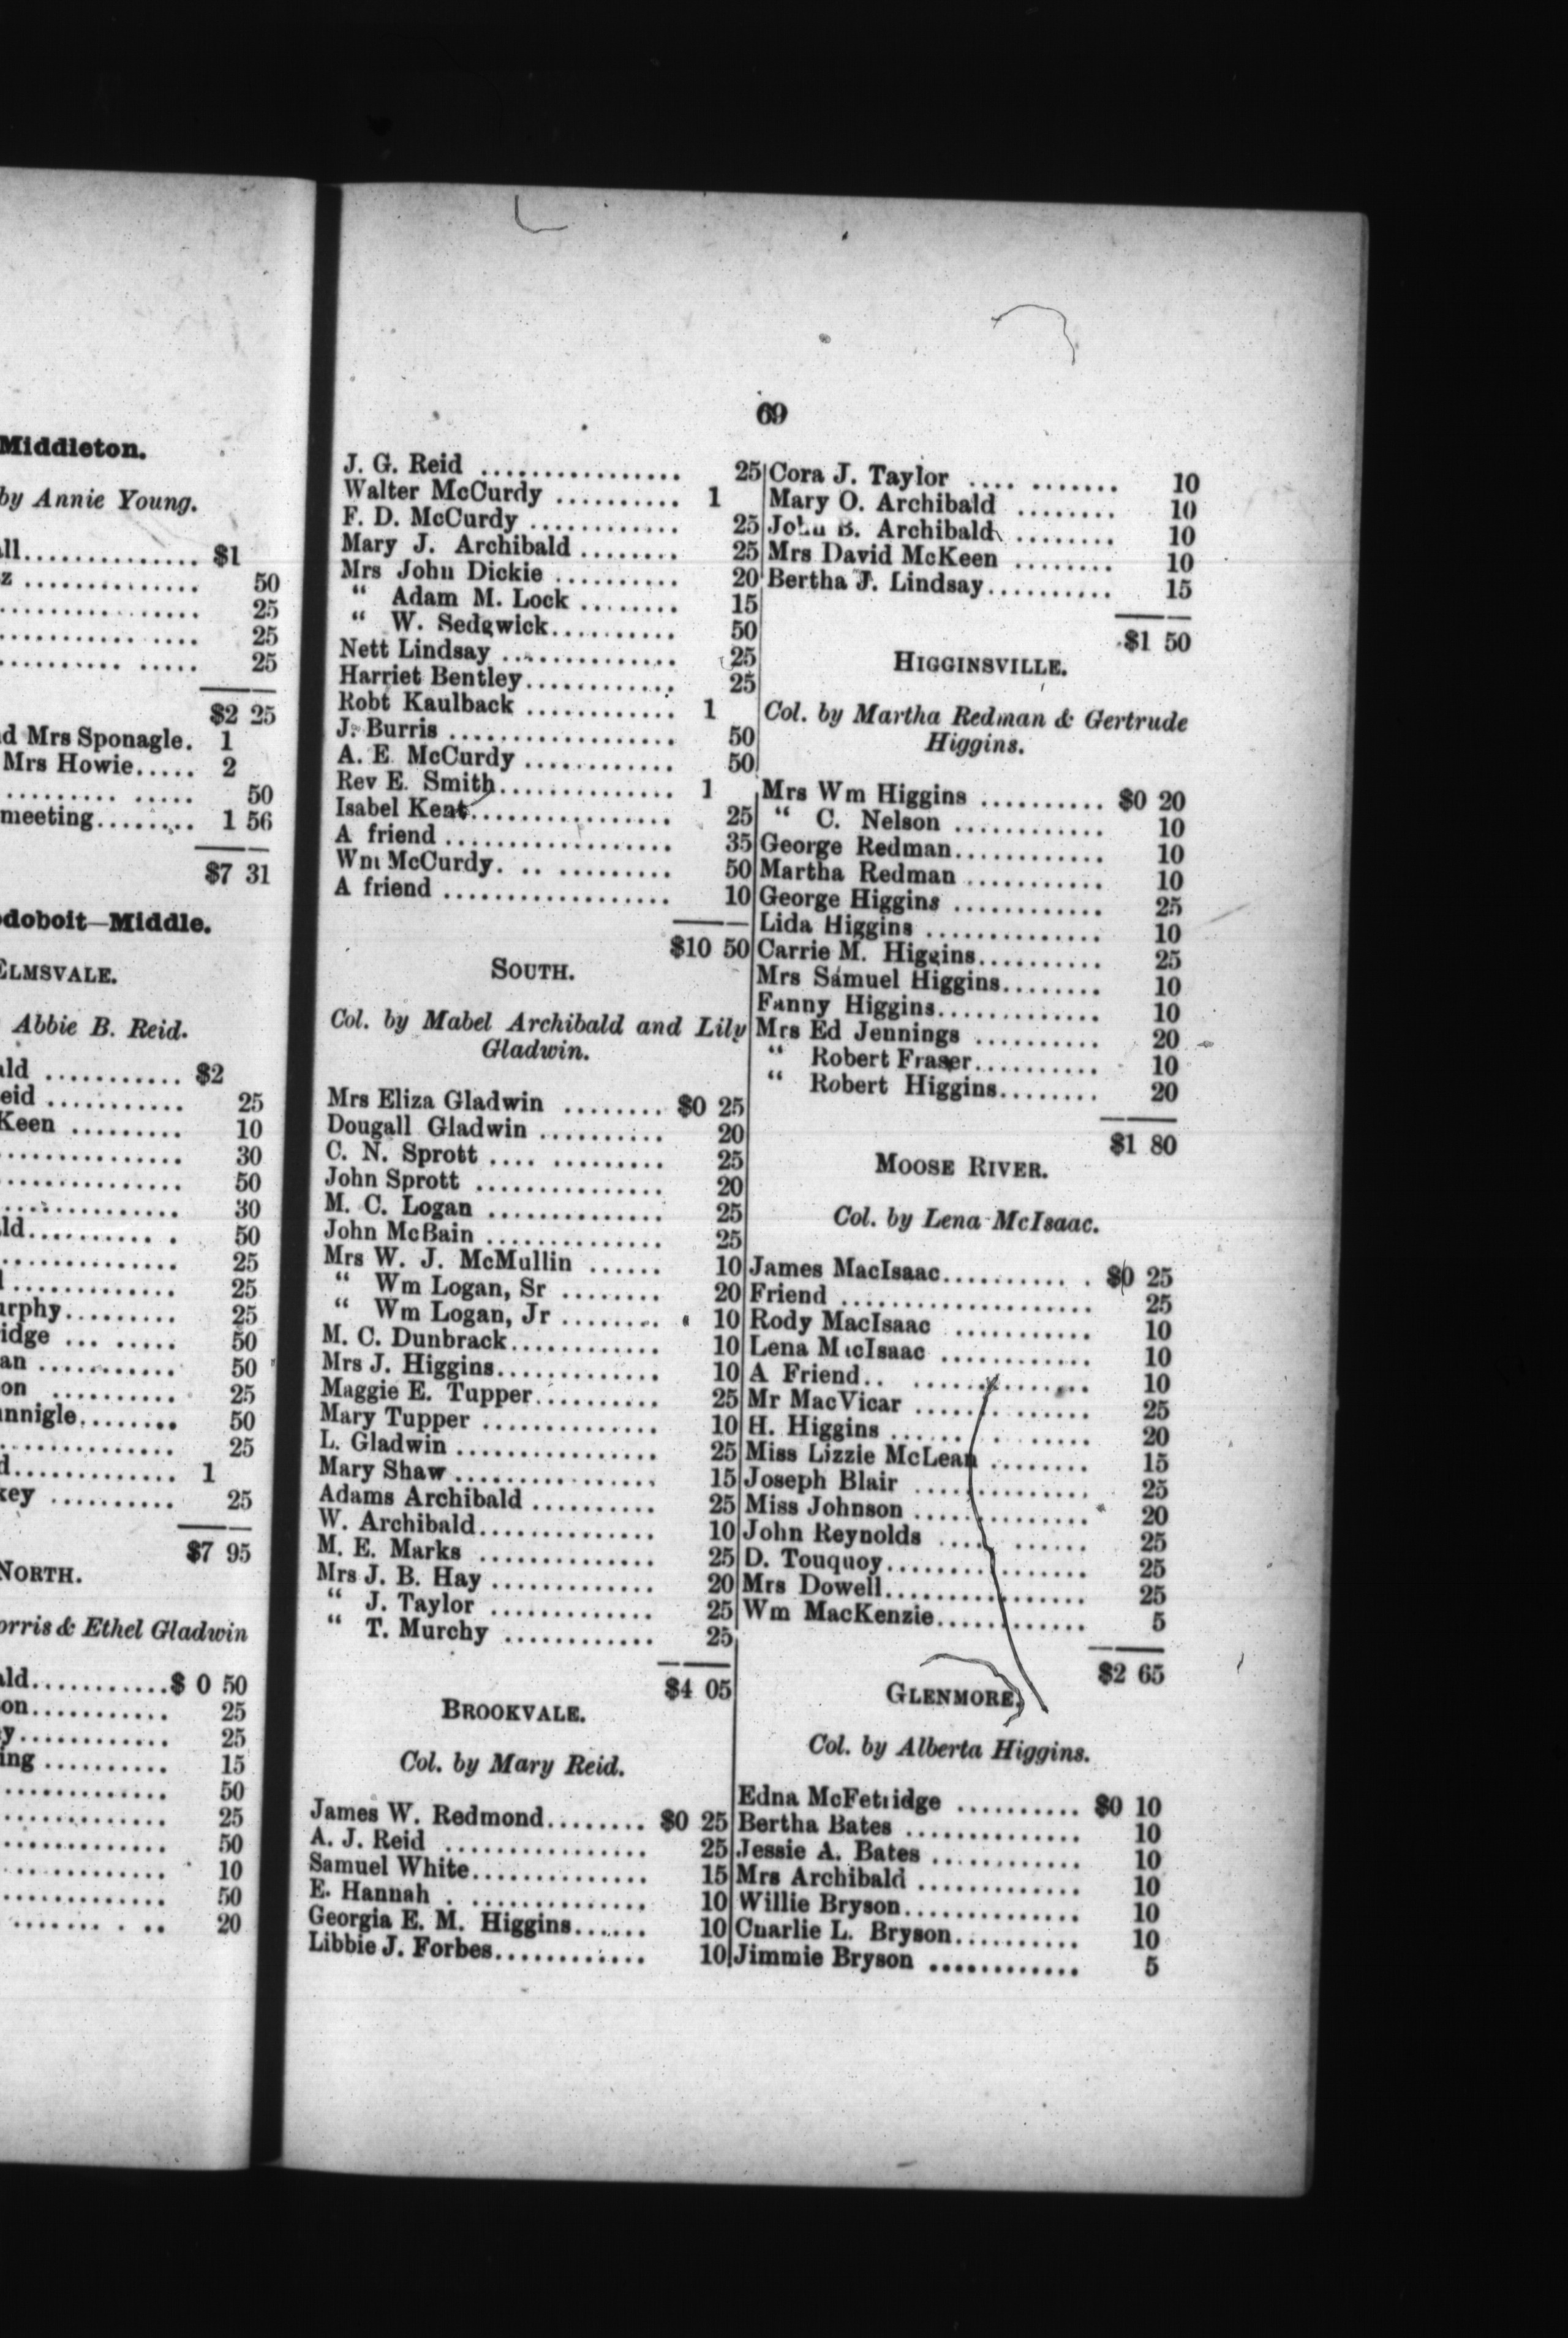 Middleton.
by Annie Young.
.............. $1
.............. 50
.............. 25
.............. 25
.............. 25
$2 25
Mrs Sponagle. 1
Mrs Howie..... 2
......... ..... 50
meeting........ 1 56
$7 31
Middle.
ELMSVALE.
Abbie B. Reid.
........... $2
........... 25
Keen ......... 10
.............. 30
.............. 50
.............. 30
.......... . 50
.............. 25
.............. 25
......... 25
... ..... 50
........... 50
.......... 25
........ 50
.............. 25
............. 1
.......... 25
$7 95
NORTH.
& Ethel Gladwin
...........$ 0 50
........... 25
............ 25
.......... 15
............. 50
............. 25
............. 50
............. 10
............. 50
....... . .. 20
69
J. G. Reid ................ 25
Walter McCurdy .......... 1
F. D. McCurdy ............ 25
Mary J. Archibald ........ 25
Mrs John Dickie .......... 20
“ Adam M. Lock ........ 15
“ W. Sedgwick.......... 50
Nett Lindsay .............. 25
Harriet Bentley............ 25
Robt Kaulback ............ 1
J. Burris .................. 50
A. E. McCurdy ............ 50
Rev E. Smith.............. 1
Isabel Kent................ 25
A friend .................. 35
Wm McCurdy. .. ......... 50
A friend .................. 10
$10 50
SOUTH.
Col. by Mabel Archibald and Lily
Gladwin.
Mrs Eliza Gladwin ........ $0 25
Dougall Gladwin .......... 20
C. N. Sprott .... ......... 25
John Sprott ............... 20
M. C. Logan .............. 25
John McBain .............. 25
Mrs W. J. McMullin ...... 10
“ Wm Logan, Sr ........ 20
“ Wm Logan, Jr ........ 10
M. C. Dunbrack............ 10
Mrs J. Higgins............. 10
Maggie E. Tupper.......... 25
Mary Tupper .............. 10
L. Gladwin ................ 25
Mary Shaw ................ 15
Adams Archibald .......... 25
W. Archibald.............. 10
M. E. Marks .............. 25
Mrs J. B. Hay ............. 20
“ J. Taylor ............. 25
“ T. Murchy ............ 25
$4 05
BROOKVALE.
Col. by Mary Reid.
James W. Redmond........ $0 25
A. J. Reid ................ 25
Samuel White.............. 15
E. Hannah . .............. 10
Georgia E. M. Higgins...... 10
Libbie J. Forbes............ 10
Cora J. Taylor .... ....... 10
Mary O. Archibald ........ 10
John B. Archibald ........ 10
Mrs David McKeen ........ 10
Bertha J. Lindsay.......... 15
$1 50
HIGGINSVILLE.
Col. by Martha Redman & Gertrude
Higgins.
Mrs Wm Higgins .......... $0 20
“ C. Nelson ............ 10
George Redman............ 10
Martha Redman ........... 10
George Higgins ............ 25
Lida Higgins .............. 10
Carrie M. Higgins.......... 25
Mrs Samuel Higgins........ 10
Fanny Higgins............. 10
Mrs Ed Jennings .......... 20
“ Robert Fraser.......... 10
“ Robert Higgins........ 20
$1 80
MOOSE RIVER.
Col. by Lena McIsaac.
James MacIsaac.......... . $0 25
Friend .................... 25
Rody MacIsaac ........... 10
Lena MacIsaac ............ 10
A Friend.. .............. 10
Mr MacVicar .............. 25
H. Higgins ...... . ...... 20
Miss Lizzie McLean ........ 15
Joseph Blair .............. 25
Miss Johnson .............. 20
John Reynolds .... ...... 25
D. Touquoy................ 25
Mrs Dowell................ 25
Wm MacKenzie............ 5
$2 65
GLENMORE.
Col. by Alberta Higgins.
Edna McFetridge .......... $0 10
Bertha Bates .............. 10
Jessie A. Bates ............ 10
Mrs Archibald ............. 10
Willie Bryson.............. 10
Charlie L. Bryson.......... 10
Jimmie Bryson ............ 5